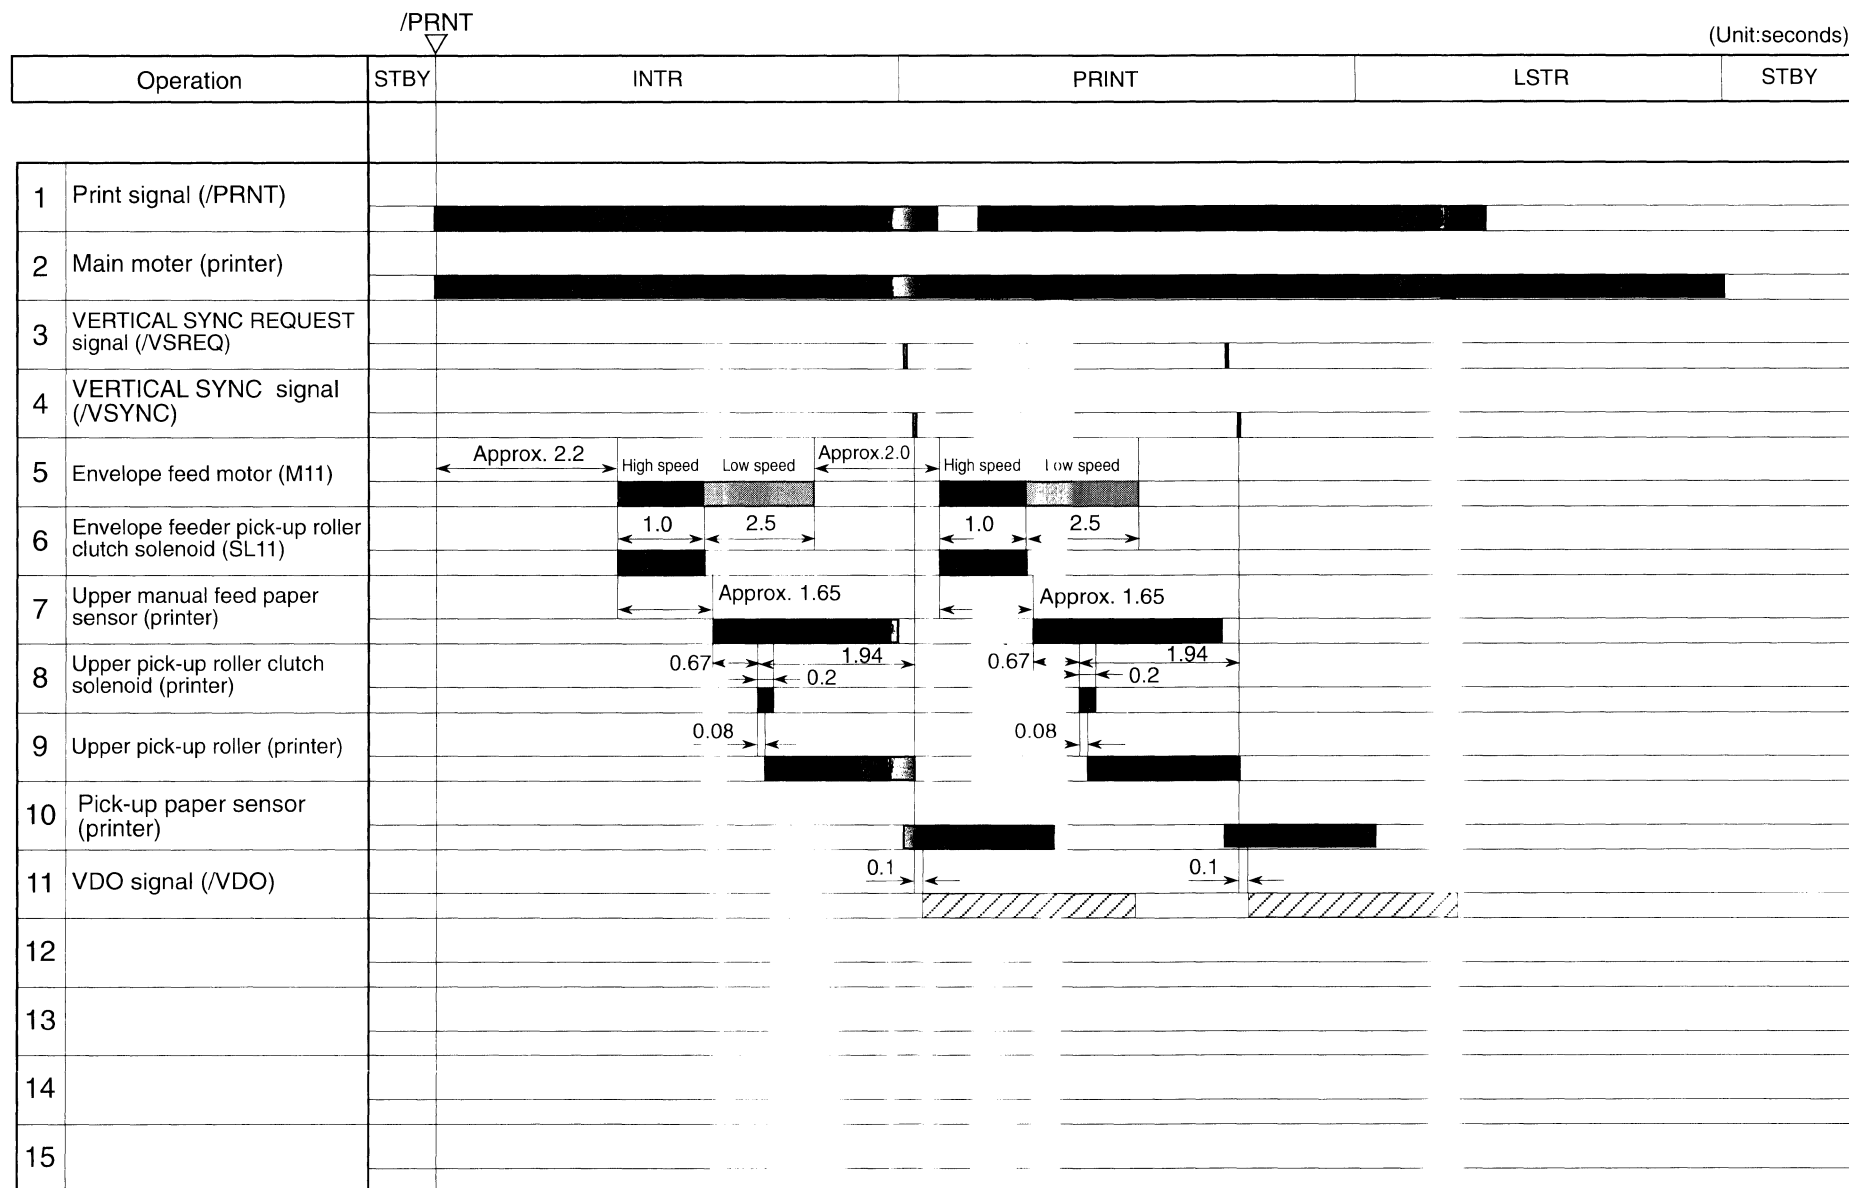 /PRNT
(Unit:seconds)
Operation STBY INTR PRINT LSTR STBY
1 Print signal (/PRNT)
2 Main moter (printer)
3 VERTICAL SYNC REQUEST
signal (/VSREQ)
4 VERTICAL SYNC signal
(/VSYNC)
5 Envelope feed motor (M11)
Approx. 2.2 High speed Low speed Approx.2.0 High speed Low speed
6 Envelope feeder pick-up roller
clutch solenoid (SL11)
1.0 2.5 1.0 2.5
7 Upper manual feed paper
sensor (printer)
Approx. 1.65 Approx. 1.65
8 Upper pick-up roller clutch
solenoid (printer)
0.67 1.94 0.67 1.94
0.2 0.2
9 Upper pick-up roller (printer)
0.08 0.08
10 Pick-up paper sensor
(printer)
11 VDO signal (/VDO)
0.1 0.1
12
13
14
15